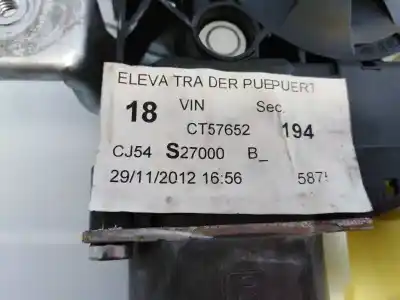 ELEVA TRA DER PUEPUERT
18 VIN Sec.
CT57652 194
CJ54 S27000 B_
29/11/2012 16:56 5875